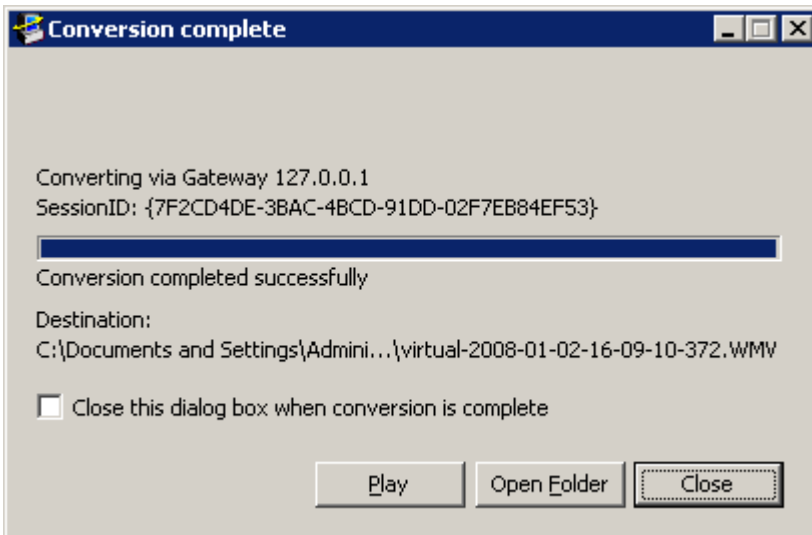 Conversion complete
Converting via Gateway 127.0.0.1
SessionID: {7F2CD4DE-3BAC-4BCD-91DD-02F7EB84EF53}
Conversion completed successfully
Destination:
C:\Documents and Settings\Admini...\virtual-2008-01-02-16-09-10-372.WMV
Close this dialog box when conversion is complete
Play Open Folder Close